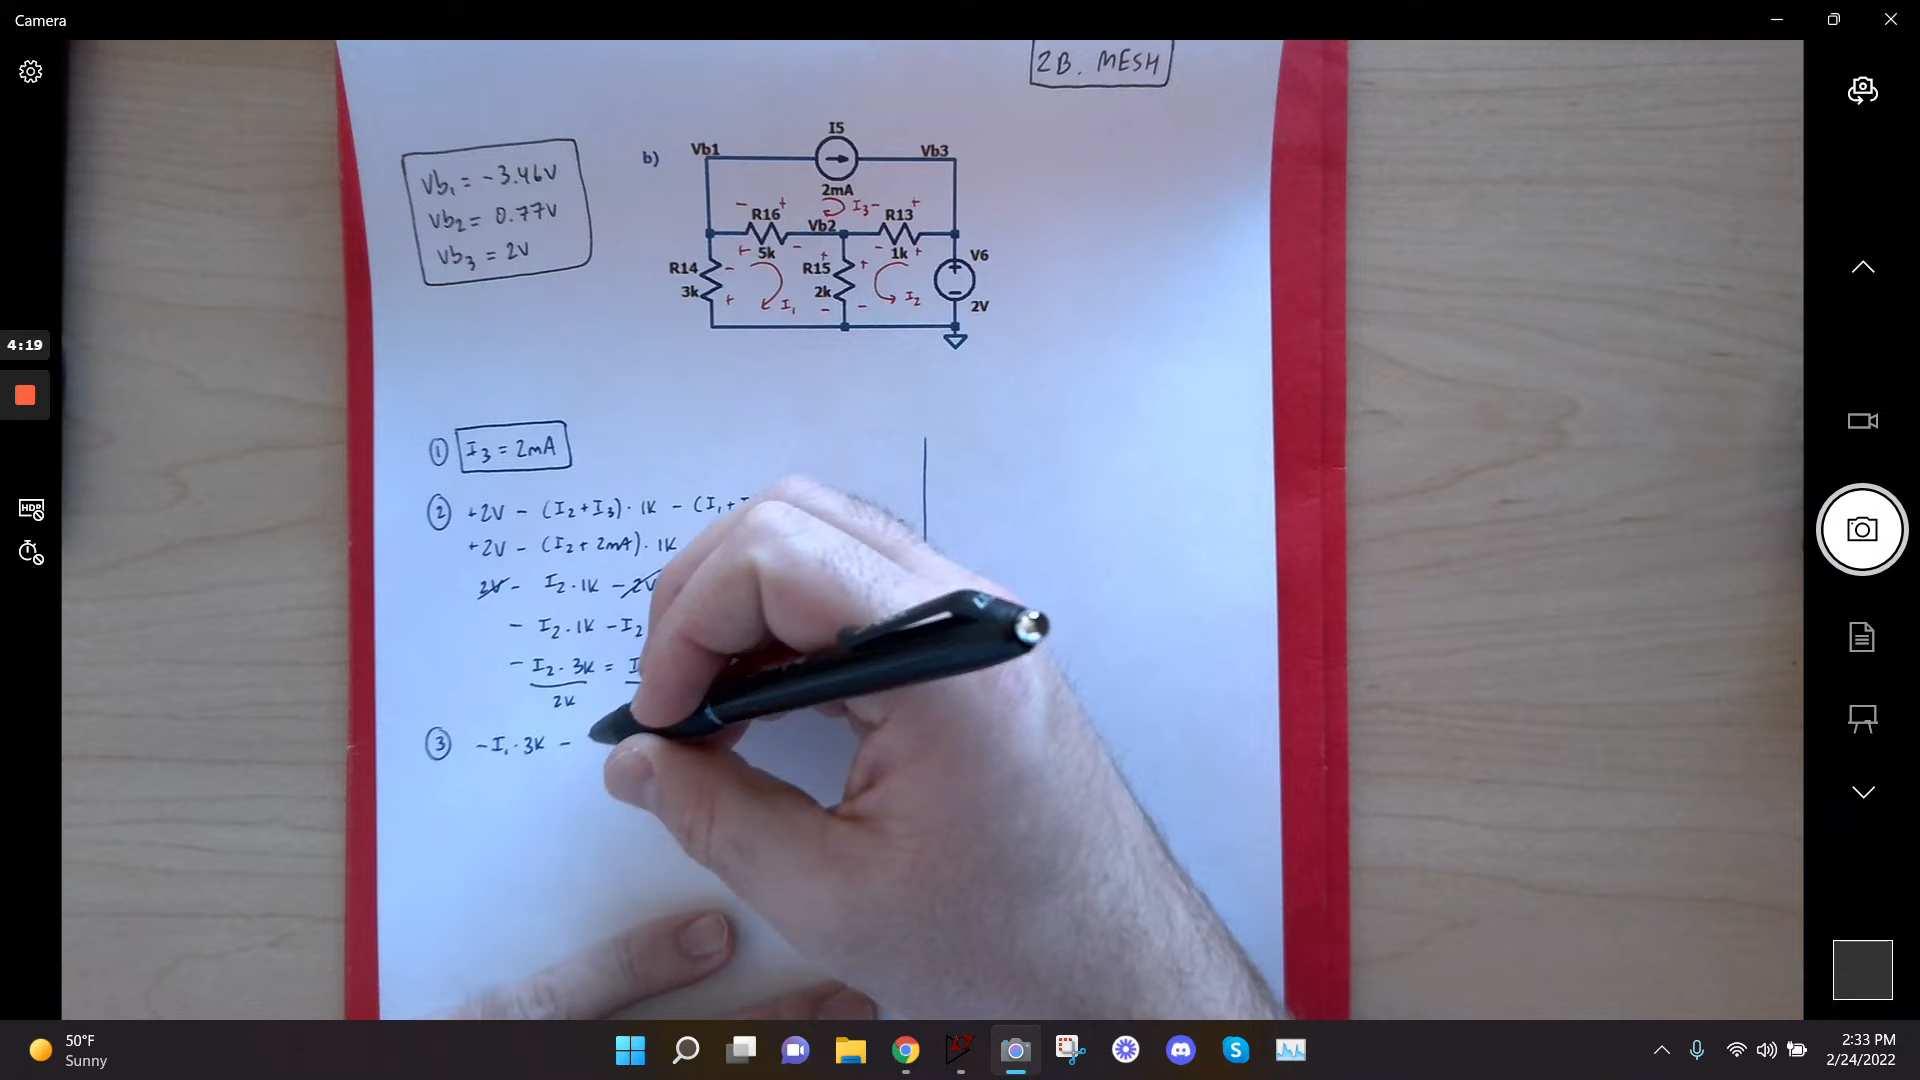 Camera
2B. MESH
I5
b)
Vb1
Vb3
2mA
Vb1 = -3.46V
Vb2 = 0.77V
Vb3 = 2V
- + I3 - +
R16
R13
Vb2
+ - - +
5k
1k
V6
R14
3k
- +
R15
2k
+ -
+ -
I1
I2
2V
4:19
① I3 = 2mA
② +2V - (I2 + I3) · 1K - (I1 +
+2V - (I2 + 2mA) · 1K
2V - I2 · 1K - 2V
- I2 · 1K - I2
- I2 · 3K =
2K
③ - I1 · 3K -
HDR
50°F
Sunny
2:33 PM
2/24/2022